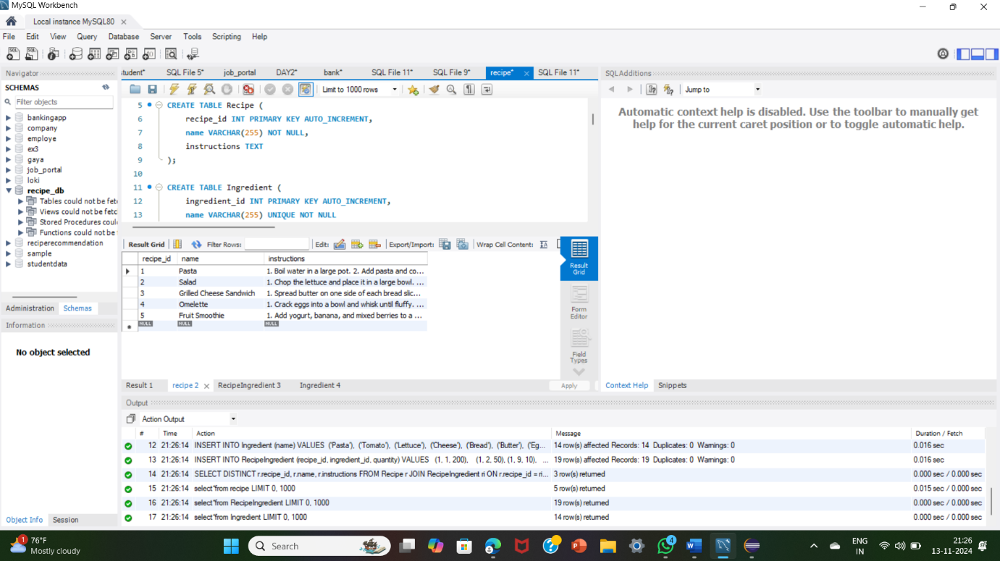 MySQL Workbench
Local instance MySQL80
File Edit View Query Database Server Tools Scripting Help
Navigator
SCHEMAS
Filter objects
bankingapp
company
employe
ex3
gaya
job_portal
loki
recipe_db
Tables could not be fet
Views could not be fetc
Stored Procedures coul
Functions could not be
reciperecommendation
sample
studentdata
Administration Schemas
Information
No object selected
Object Info Session
tudent* SQL File 5* job_portal DAY2* bank* SQL File 11* SQL File 9* recipe* SQL File 11*
Limit to 1000 rows
5 CREATE TABLE Recipe (
6 recipe_id INT PRIMARY KEY AUTO_INCREMENT,
7 name VARCHAR(255) NOT NULL,
8 instructions TEXT
9 );
10
11 CREATE TABLE Ingredient (
12 ingredient_id INT PRIMARY KEY AUTO_INCREMENT,
13 name VARCHAR(255) UNIQUE NOT NULL
Result Grid Filter Rows: Edit: Export/Import: Wrap Cell Content: IA
recipe_id name instructions
1 Pasta 1. Boil water in a large pot. 2. Add pasta and co...
2 Salad 1. Chop the lettuce and place it in a large bowl. ...
3 Grilled Cheese Sandwich 1. Spread butter on one side of each bread slic...
4 Omelette 1. Crack eggs into a bowl and whisk until fluffy. ...
5 Fruit Smoothie 1. Add yogurt, banana, and mixed berries to a ...
NULL NULL NULL
Result Grid
Form Editor
Field Types
Result 1 recipe 2 RecipeIngredient 3 Ingredient 4 Apply
SQLAdditions
Jump to
Automatic context help is disabled. Use the toolbar to manually get
help for the current caret position or to toggle automatic help.
Context Help Snippets
Output
Action Output
# Time Action Message Duration / Fetch
12 21:26:14 INSERT INTO Ingredient (name) VALUES ('Pasta'), ('Tomato'), ('Lettuce'), ('Cheese'), ('Bread'), ('Butter'), ('Eg... 14 row(s) affected Records: 14 Duplicates: 0 Warnings: 0 0.016 sec
13 21:26:14 INSERT INTO RecipeIngredient (recipe_id, ingredient_id, quantity) VALUES (1, 1, 200), (1, 2, 50), (1, 9, 10), ... 19 row(s) affected Records: 19 Duplicates: 0 Warnings: 0 0.016 sec
14 21:26:14 SELECT DISTINCT r.recipe_id, r.name, r.instructions FROM Recipe r JOIN RecipeIngredient ri ON r.recipe_id = ri... 3 row(s) returned 0.000 sec / 0.000 sec
15 21:26:14 select*from recipe LIMIT 0, 1000 5 row(s) returned 0.015 sec / 0.000 sec
16 21:26:14 select*from RecipeIngredient LIMIT 0, 1000 19 row(s) returned 0.000 sec / 0.000 sec
17 21:26:14 select*from Ingredient LIMIT 0, 1000 14 row(s) returned 0.000 sec / 0.000 sec
1 76°F
Mostly cloudy
Search
4
ENG
IN
21:26
13-11-2024